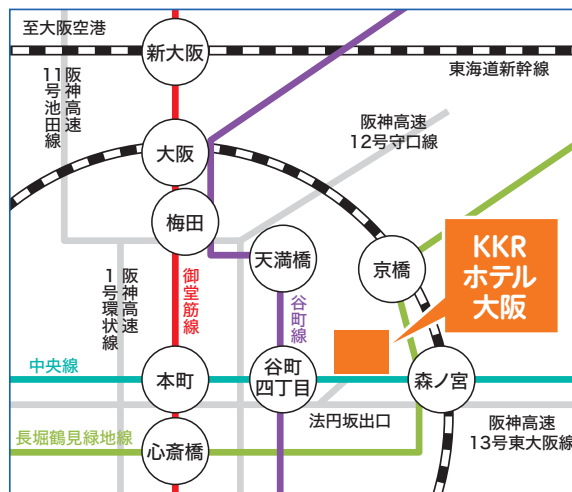 至大阪空港
新大阪
東海道新幹線
阪神高速
11号池田線
阪神高速
12号守口線
大阪
梅田
天満橋
京橋
KKR
ホテル
大阪
阪神高速
1号環状線
御堂筋線
谷町線
中央線
本町
谷町
四丁目
森ノ宮
法円坂出口
阪神高速
13号東大阪線
長堀鶴見緑地線
心斎橋